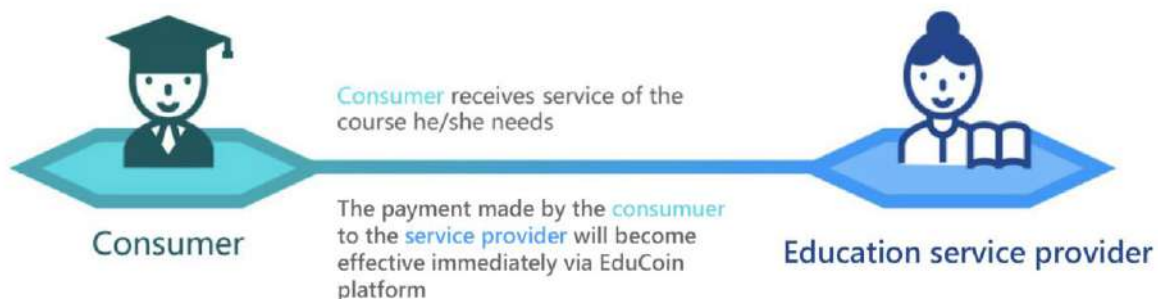 Consumer receives service of the
course he/she needs
The payment made by the consumuer
to the service provider will become
effective immediately via EduCoin
platform
Consumer
Education service provider